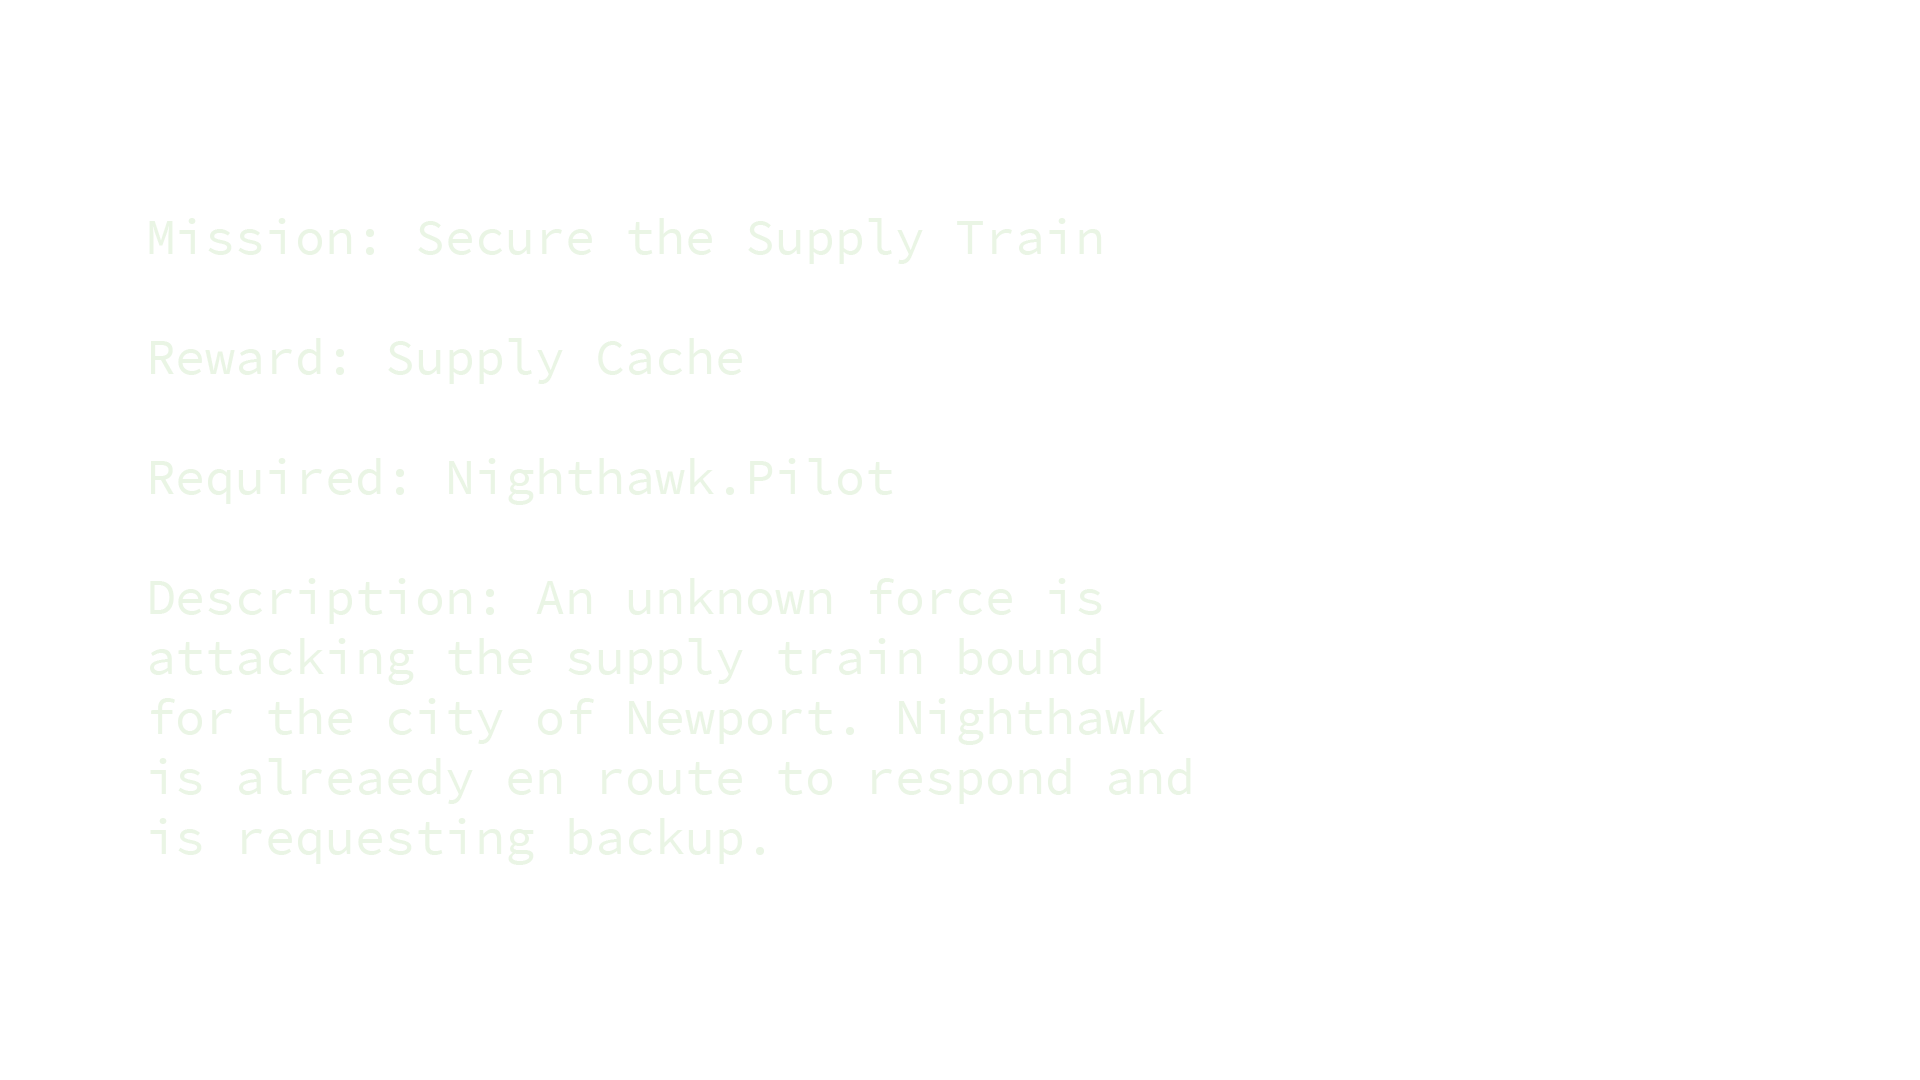 Mission: Secure the Supply Train
Reward: Supply Cache
Required: Nighthawk.Pilot
Description: An unknown force is
attacking the supply train bound
for the city of Newport. Nighthawk
is alreaedy en route to respond and
is requesting backup.